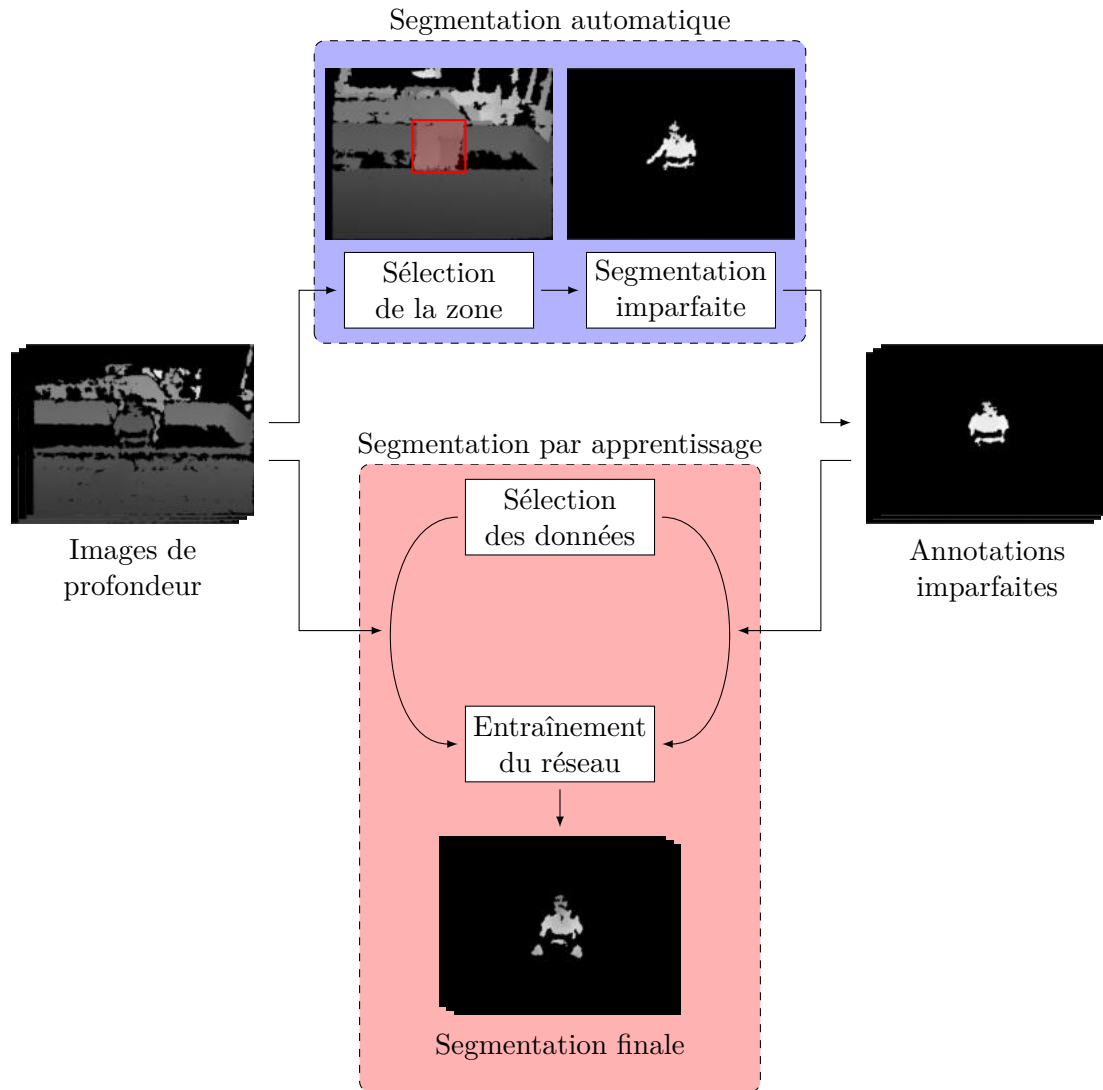 Segmentation automatique
Sélection
de la zone
Segmentation
imparfaite
Images de
profondeur
Annotations
imparfaites
Segmentation par apprentissage
Sélection
des données
Entraînement
du réseau
Segmentation finale